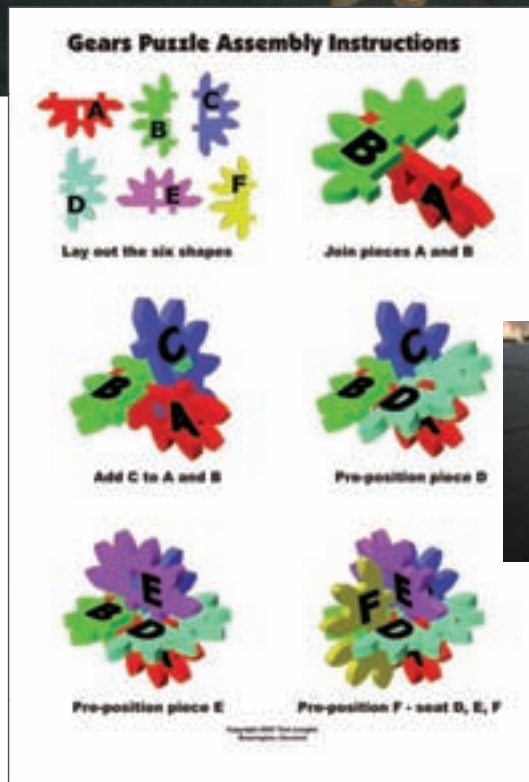 Gears Puzzle Assembly Instructions
A
B
C
D
E
F
Lay out the six shapes
B
A
Join pieces A and B
C
B
A
Add C to A and B
C
B
D
A
Pre-position piece D
E
B
D
A
Pre-position piece E
E
F
D
A
Pre-position F - seat D, E, F